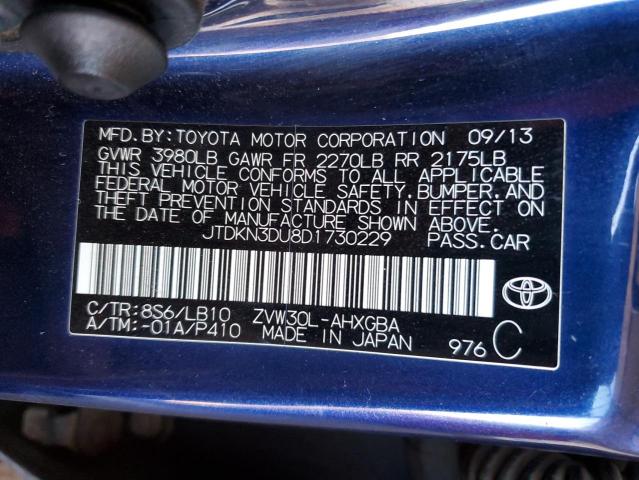 MFD. BY: TOYOTA MOTOR CORPORATION 09/13
GVWR 3980LB GAWR FR 2270LB RR 2175LB
THIS VEHICLE CONFORMS TO ALL APPLICABLE
FEDERAL MOTOR VEHICLE SAFETY, BUMPER, AND
THEFT PREVENTION STANDARDS IN EFFECT ON
THE DATE OF MANUFACTURE SHOWN ABOVE.
JTDKN3DU8D1730229 PASS.CAR
C/TR:8S6/LB10 ZVW30L-AHXGBA
A/TM:-01A/P410 MADE IN JAPAN 976 C